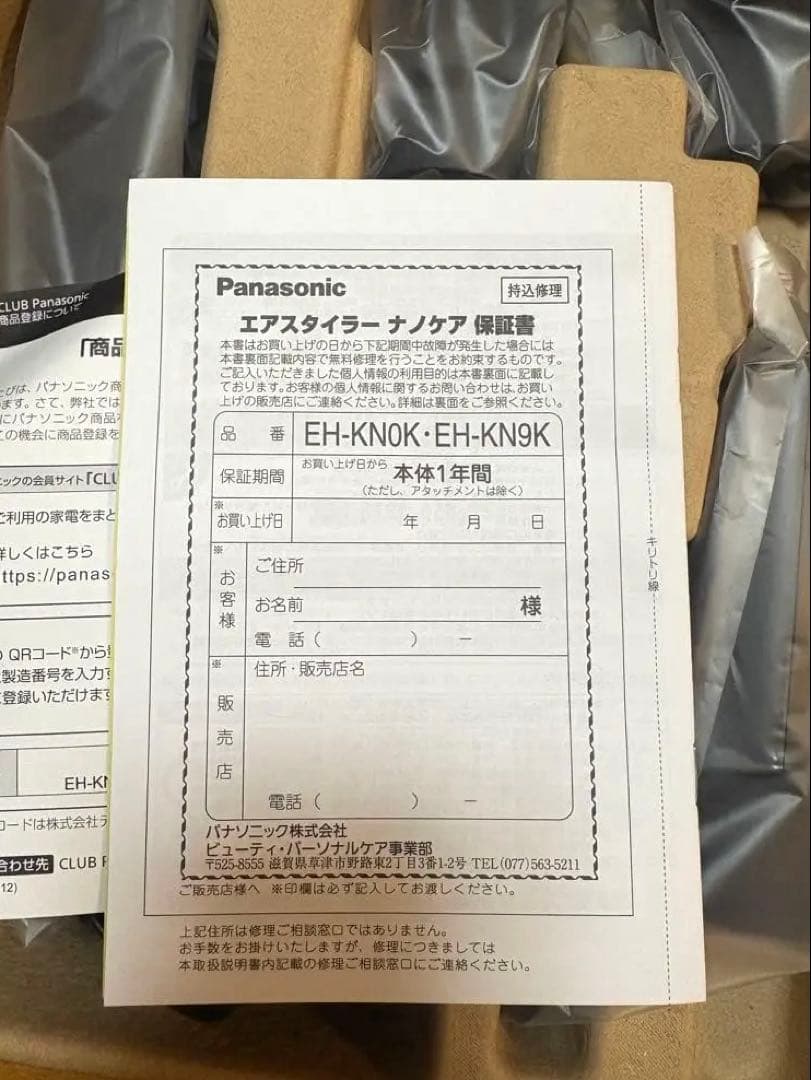 Panasonic
持込修理
エアスタイラー ナノケア 保証書
本書はお買い上げの日から下記期間中故障が発生した場合には
本書裏面記載内容で無料修理を行うことをお約束するものです。
ご記入いただきました個人情報の利用目的は本書裏面に記載し
ております。お客様の個人情報に関するお問い合わせは、お買い
上げの販売店にご連絡ください。詳細は裏面をご参照ください。
品 番 EH-KN0K・EH-KN9K
保証期間 お買い上げ日から 本体1年間
(ただし、アタッチメントは除く)
※お買い上げ日 年 月 日
※お客様
ご住所
お名前 様
電 話 ( ) −
※販売店
住所・販売店名
電話 ( ) −
パナソニック株式会社
ビューティ・パーソナルケア事業部
〒525-8555 滋賀県草津市野路東2丁目3番1-2号 TEL(077)563-5211
ご販売店様へ ※印欄は必ず記入してお渡しください。
上記住所は修理ご相談窓口ではありません。
お手数をお掛けいたしますが、修理につきましては
本取扱説明書内記載の修理ご相談窓口にご連絡ください。
キリトリ線
CLUB Panasonic
商品登録について
「商品
びは、パナソニック商
ます。さて、弊社では
にパナソニック商品を
この機会に商品登録を
ニックの会員サイト「CLU
ご利用の家電をまと
詳しくはこちら
ttps://panas
QRコード※から
製造番号を入力す
登録いただけます
EH-KN
コードは株式会社デ
合わせ先 CLUB P
12)